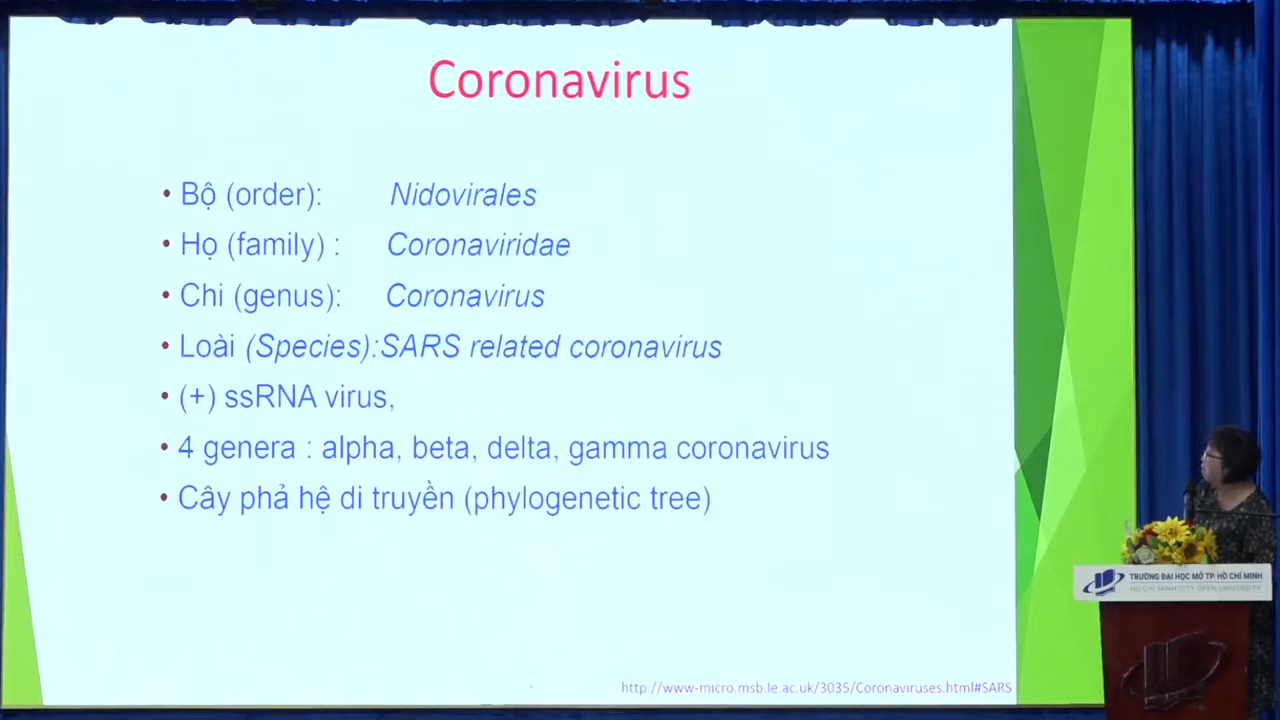 Coronavirus
• Bộ (order): Nidovirales
• Họ (family) : Coronaviridae
• Chi (genus): Coronavirus
• Loài (Species):SARS related coronavirus
• (+) ssRNA virus,
• 4 genera : alpha, beta, delta, gamma coronavirus
• Cây phả hệ di truyền (phylogenetic tree)
http://www-micro.msb.le.ac.uk/3035/Coronaviruses.html#SARS
TRƯỜNG ĐẠI HỌC MỞ TP. HỒ CHÍ MINH
HO CHI MINH CITY OPEN UNIVERSITY